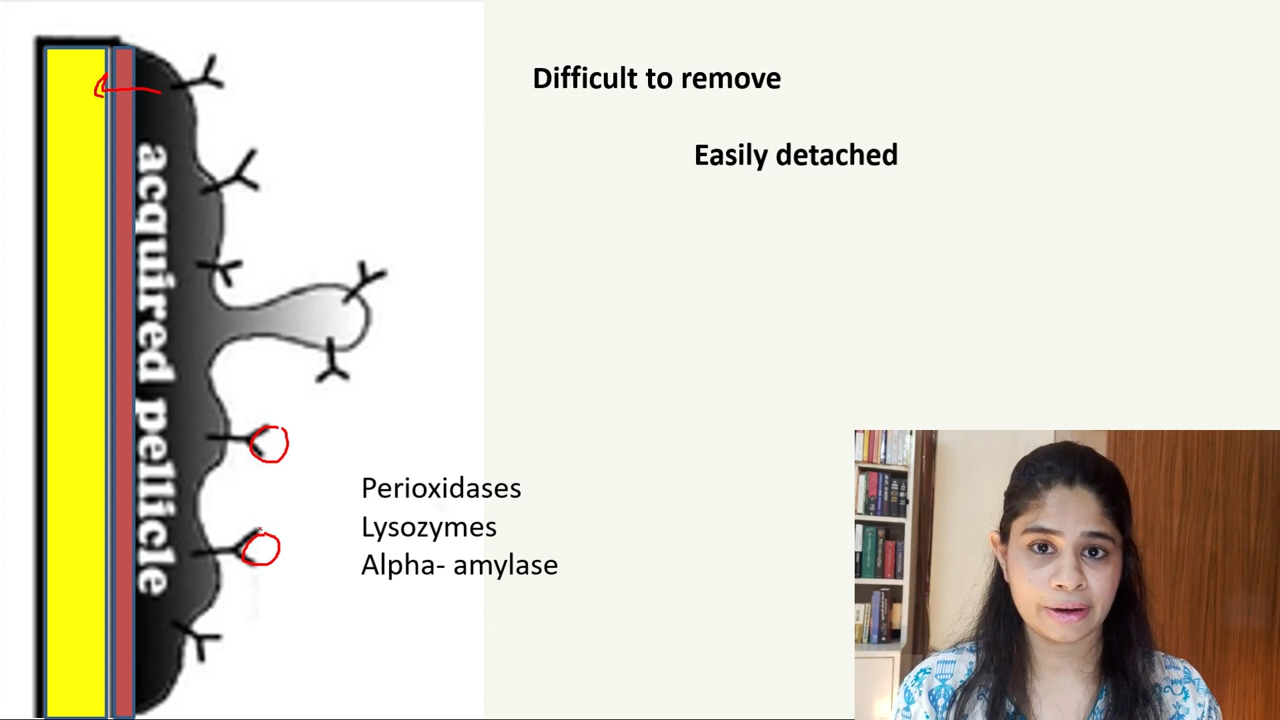 Difficult to remove
Easily detached
acquired pellicle
Perioxidases
Lysozymes
Alpha- amylase